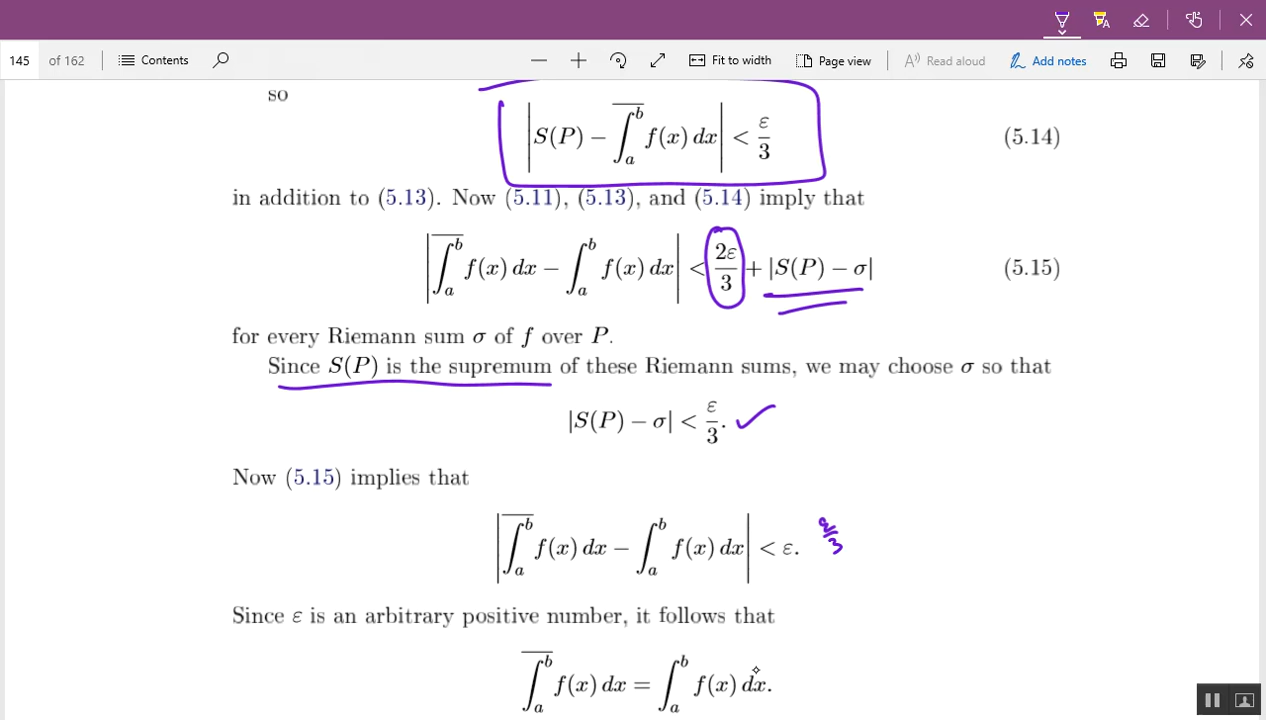 145 of 162 Contents Fit to width Page view Read aloud Add notes
so
|S(P) − \overline{∫}_a^b f(x) dx| < ε/3 (5.14)
in addition to (5.13). Now (5.11), (5.13), and (5.14) imply that
|\overline{∫}_a^b f(x) dx − ∫_a^b f(x) dx| < 2ε/3 + |S(P) − σ| (5.15)
for every Riemann sum σ of f over P.
Since S(P) is the supremum of these Riemann sums, we may choose σ so that
|S(P) − σ| < ε/3.
Now (5.15) implies that
|\overline{∫}_a^b f(x) dx − ∫_a^b f(x) dx| < ε.
Since ε is an arbitrary positive number, it follows that
\overline{∫}_a^b f(x) dx = ∫_a^b f(x) dx.